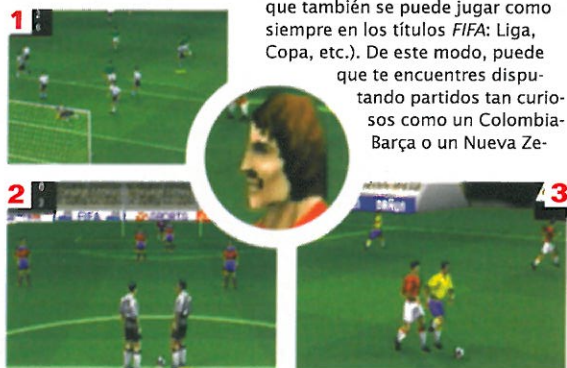 que también se puede jugar como
siempre en los títulos FIFA: Liga,
Copa, etc.). De este modo, puede
que te encuentres dispu-
tando partidos tan curio-
sos como un Colombia-
Barça o un Nueva Ze-
1
2
FIFA
3